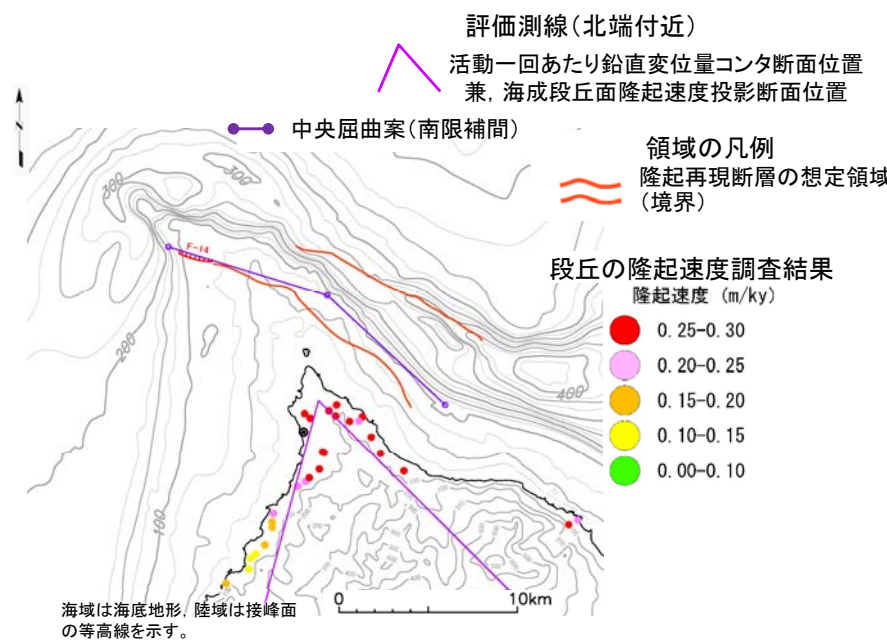 評価測線(北端付近)
活動一回あたり鉛直変位量コンタ断面位置
兼, 海成段丘面隆起速度投影断面位置
中央屈曲案(南限補間)
領域の凡例
隆起再現断層の想定領域
(境界)
段丘の隆起速度調査結果
隆起速度 (m/ky)
0.25-0.30
0.20-0.25
0.15-0.20
0.10-0.15
0.00-0.10
300
300
F-14
200
100
400
0
10km
海域は海底地形, 陸域は接峰面
の等高線を示す。